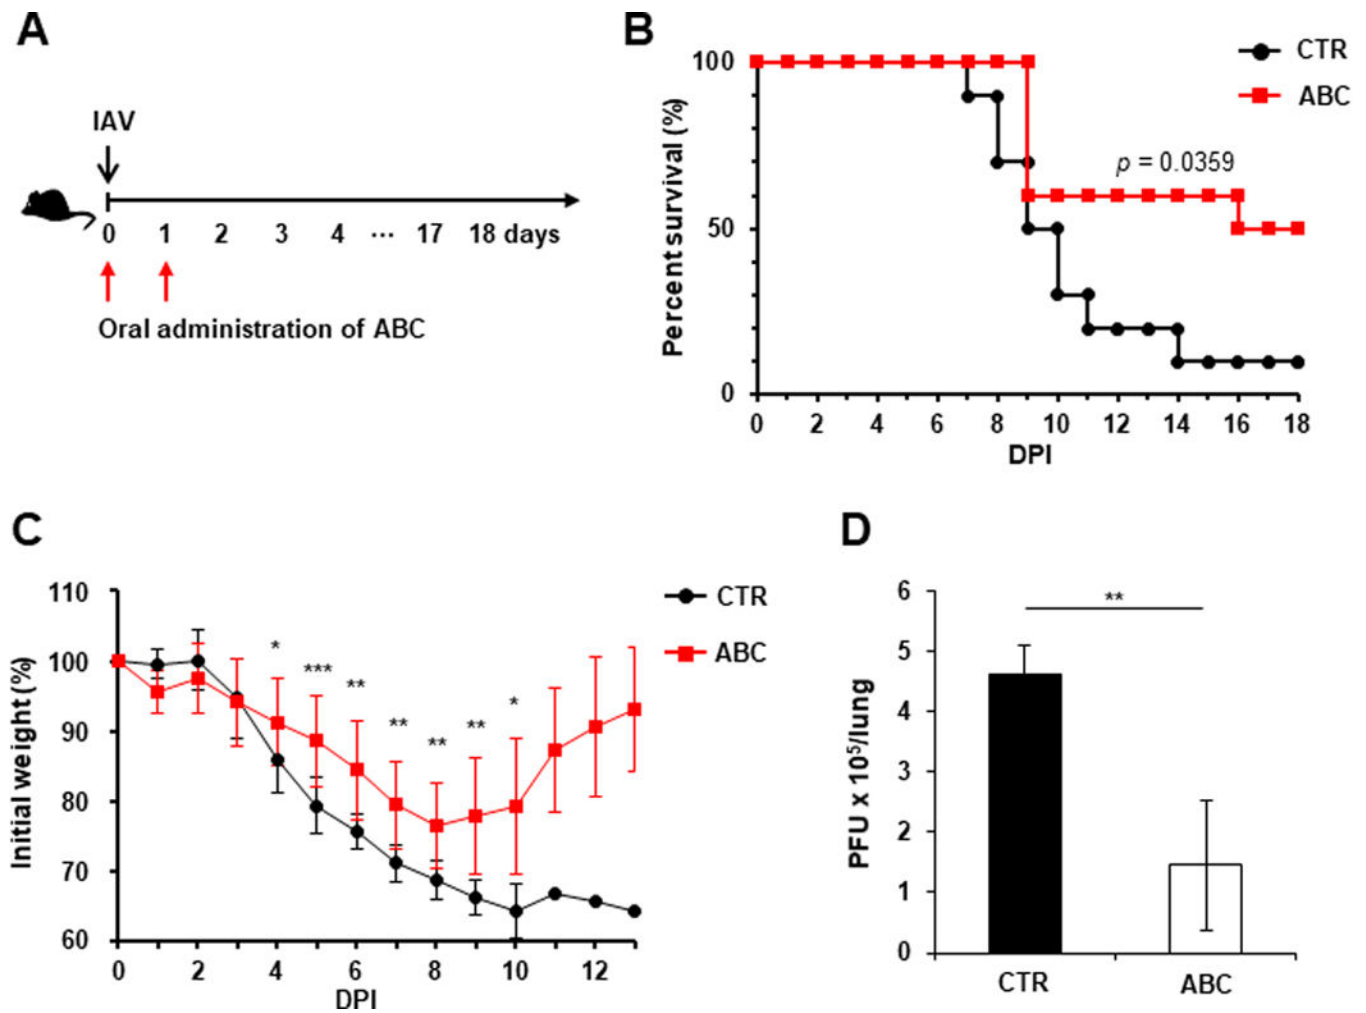 A
IAV
0 1 2 3 4 ... 17 18 days
Oral administration of ABC
B
CTR
ABC
p = 0.0359
Percent survival (%)
100
50
0
0 2 4 6 8 10 12 14 16 18
DPI
C
CTR
ABC
Initial weight (%)
110
100
90
80
70
60
* *** ** ** ** ** *
0 2 4 6 8 10 12
DPI
D
PFU x 10⁵/lung
6
5
4
3
2
1
0
**
CTR ABC